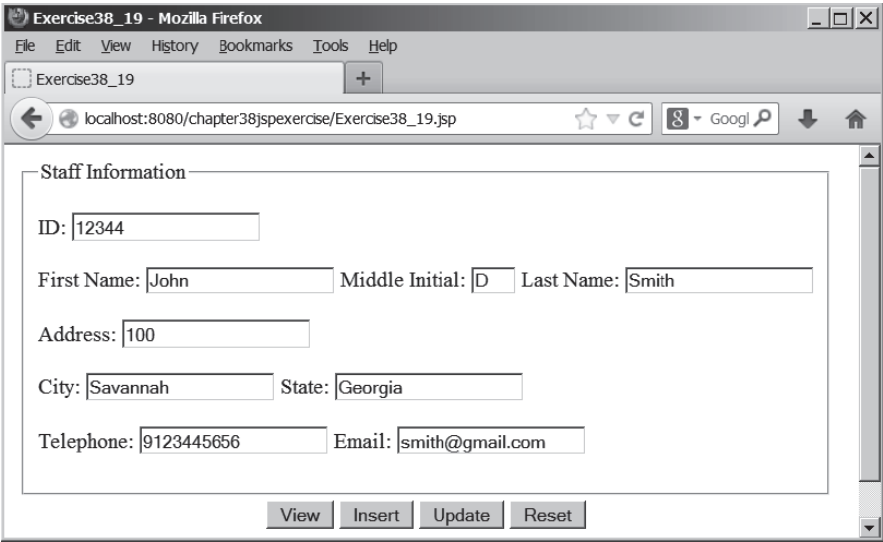 Exercise38_19 - Mozilla Firefox
File Edit View History Bookmarks Tools Help
Exercise38_19 +
localhost:8080/chapter38jspexercise/Exercise38_19.jsp 8 Googl
Staff Information
ID: 12344
First Name: John Middle Initial: D Last Name: Smith
Address: 100
City: Savannah State: Georgia
Telephone: 9123445656 Email: smith@gmail.com
View Insert Update Reset